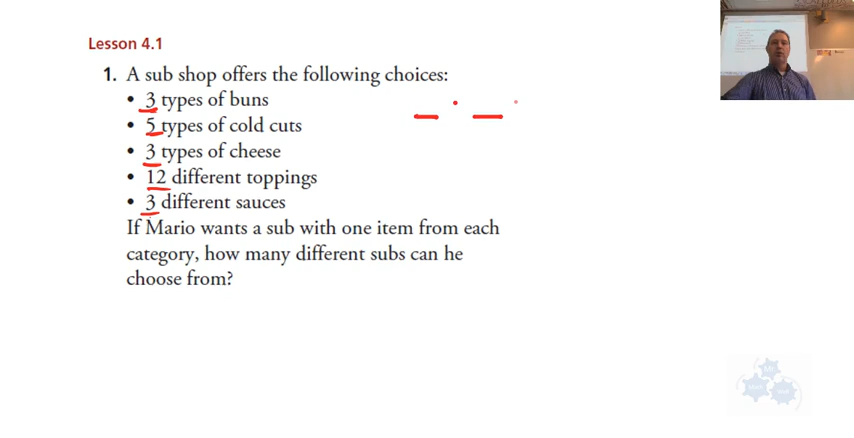 Lesson 4.1
1. A sub shop offers the following choices:
• 3 types of buns
• 5 types of cold cuts
• 3 types of cheese
• 12 different toppings
• 3 different sauces
If Mario wants a sub with one item from each
category, how many different subs can he
choose from?